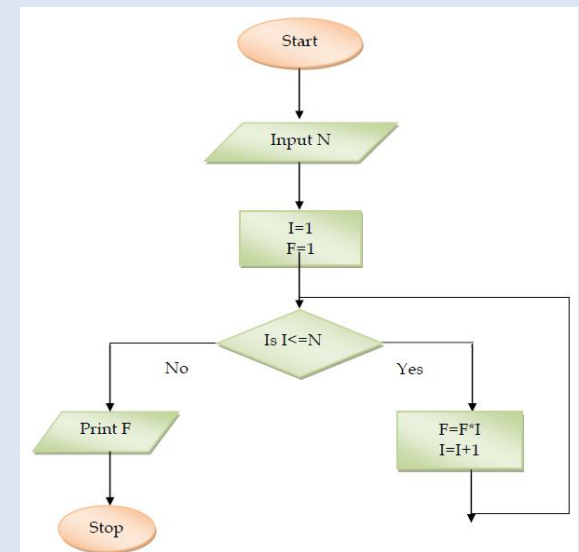 Start
Input N
I=1
F=1
Is I<=N
No
Yes
Print F
F=F*I
I=I+1
Stop